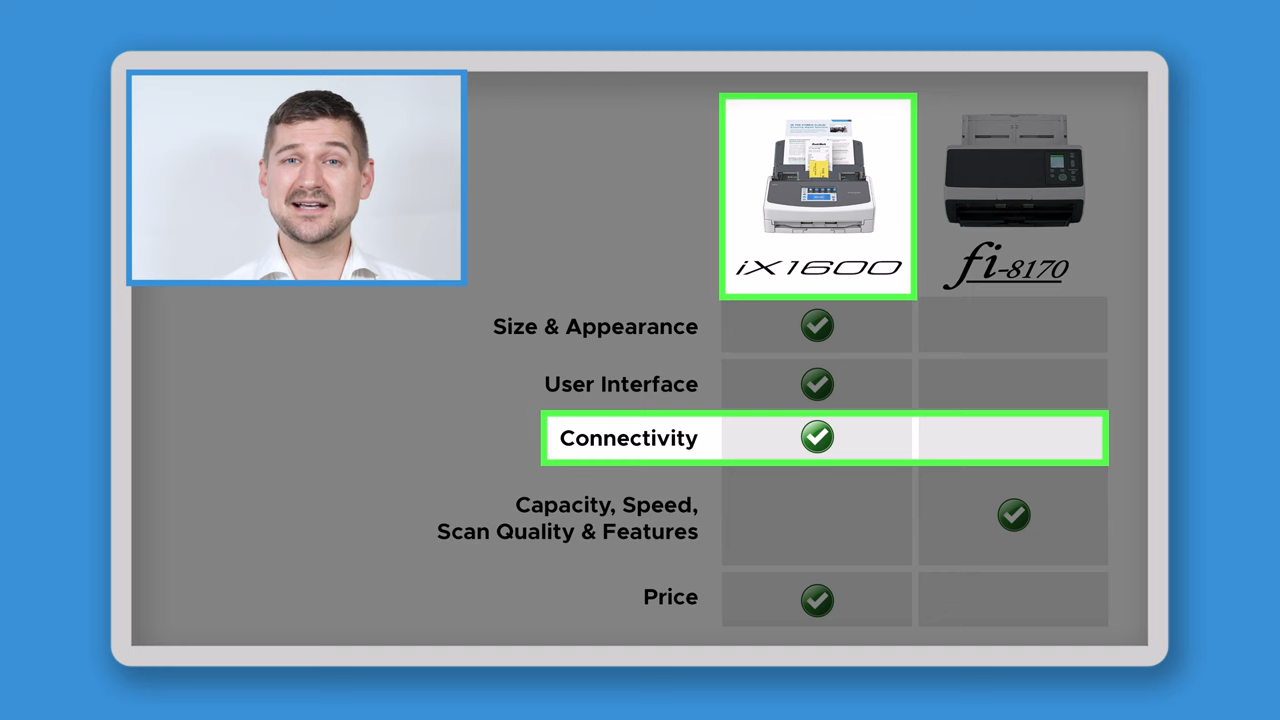 iX1600
fi-8170
Size & Appearance
User Interface
Connectivity
Capacity, Speed,
Scan Quality & Features
Price